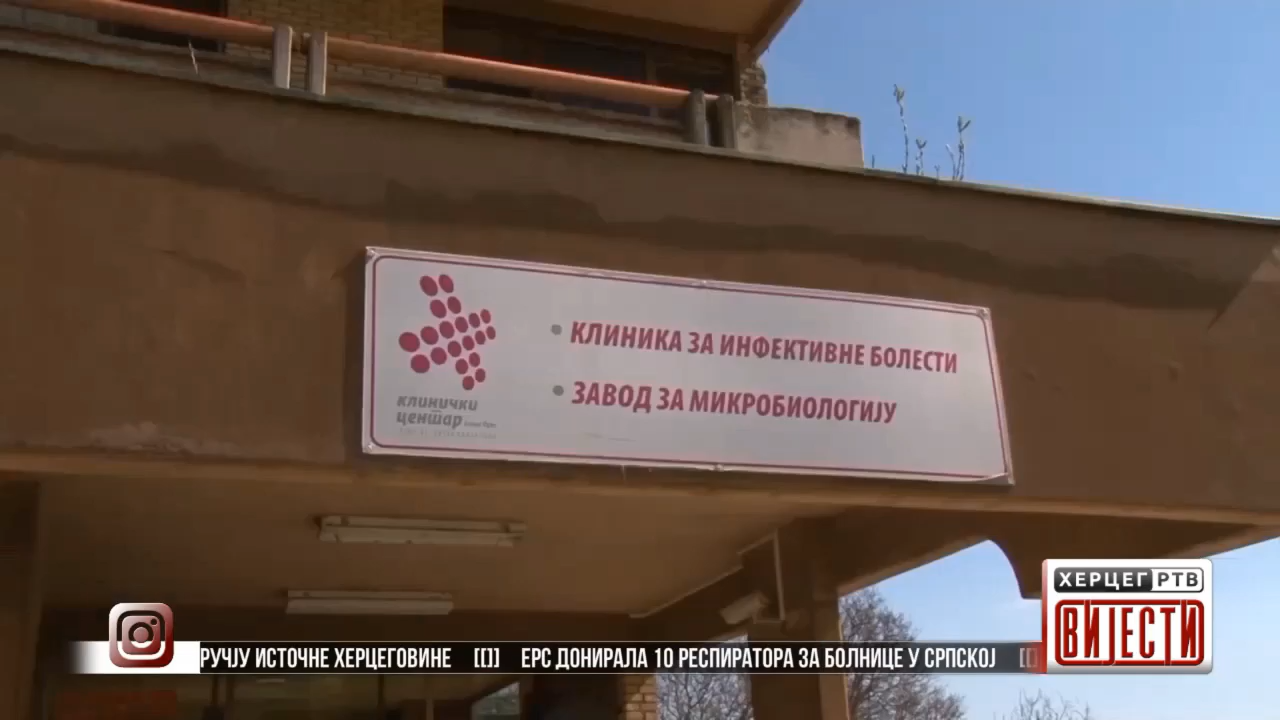 КЛИНИКА ЗА ИНФЕКТИВНЕ БОЛЕСТИ
ЗАВОД ЗА МИКРОБИОЛОГИЈУ
клинички
центар
ХЕРЦЕГ РТВ
ВИЈЕСТИ
РУЧЈУ ИСТОЧНЕ ХЕРЦЕГОВИНЕ [[]] ЕРС ДОНИРАЛА 10 РЕСПИРАТОРА ЗА БОЛНИЦЕ У СРПСКОЈ